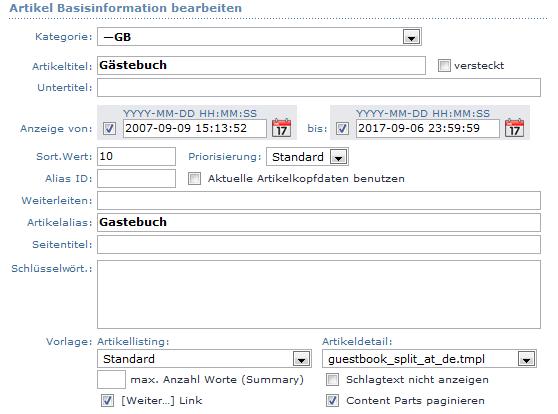 Artikel Basisinformation bearbeiten
Kategorie: —GB
Artikeltitel: Gästebuch versteckt
Untertitel:
YYYY-MM-DD HH:MM:SS YYYY-MM-DD HH:MM:SS
Anzeige von: 2007-09-09 15:13:52 17 bis: 2017-09-06 23:59:59 17
Sort.Wert: 10 Priorisierung: Standard
Alias ID: Aktuelle Artikelkopfdaten benutzen
Weiterleiten:
Artikelalias: Gastebuch
Seitentitel:
Schlüsselwört.:
Vorlage: Artikellisting: Artikeldetail:
Standard guestbook_split_at_de.tmpl
max. Anzahl Worte (Summary) Schlagtext nicht anzeigen
[Weiter...] Link Content Parts paginieren